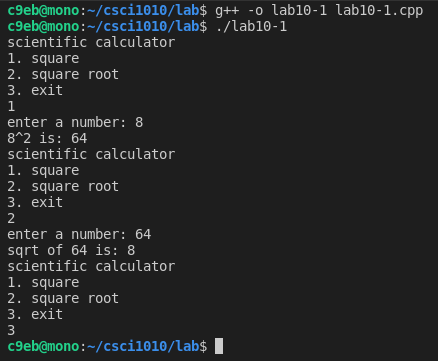 c9eb@mono:~/csci1010/lab$ g++ -o lab10-1 lab10-1.cpp
c9eb@mono:~/csci1010/lab$ ./lab10-1
scientific calculator
1. square
2. square root
3. exit
1
enter a number: 8
8^2 is: 64
scientific calculator
1. square
2. square root
3. exit
2
enter a number: 64
sqrt of 64 is: 8
scientific calculator
1. square
2. square root
3. exit
3
c9eb@mono:~/csci1010/lab$